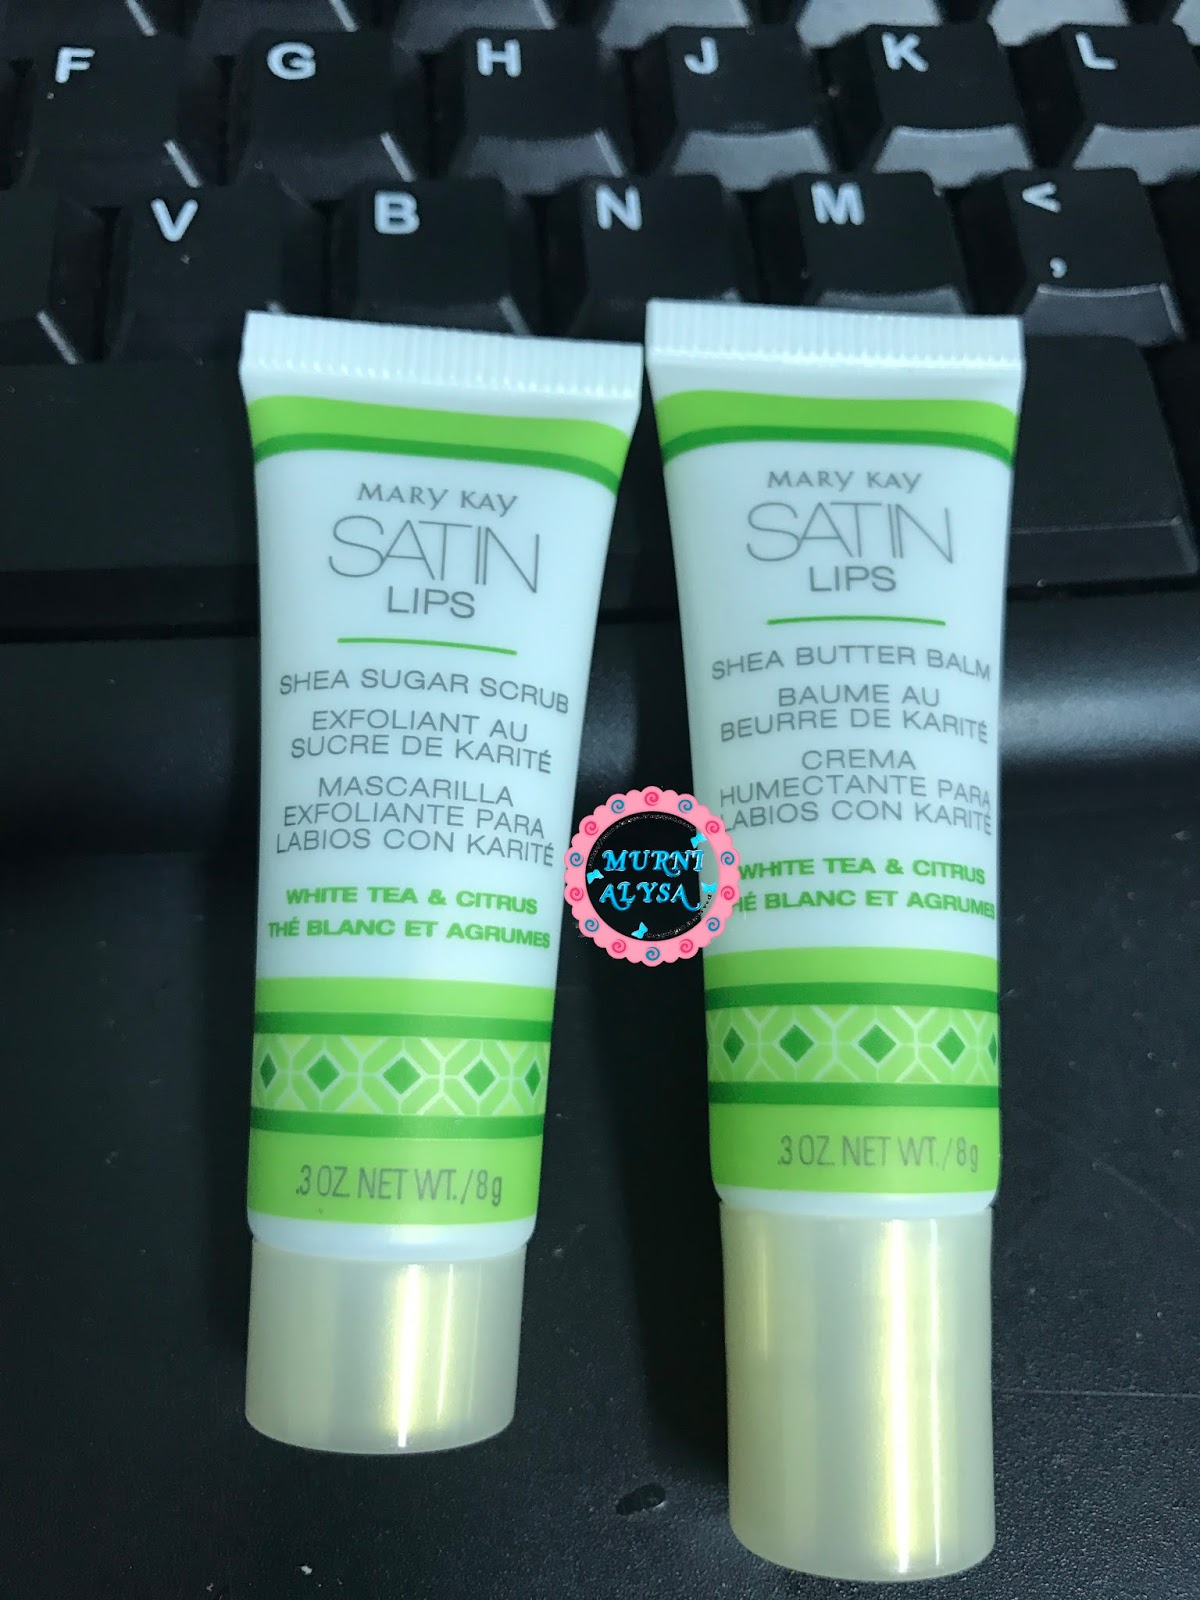 F G H J K L
V B N M <
,
MARY KAY
SATIN
LIPS
SHEA SUGAR SCRUB
EXFOLIANT AU
SUCRE DE KARITÉ
MASCARILLA
EXFOLIANTE PARA
LABIOS CON KARITÉ
WHITE TEA & CITRUS
THÉ BLANC ET AGRUMES
.3 OZ. NET WT./8g
MARY KAY
SATIN
LIPS
SHEA BUTTER BALM
BAUME AU
BEURRE DE KARITÉ
CREMA
HUMECTANTE PARA
LABIOS CON KARITÉ
WHITE TEA & CITRUS
THÉ BLANC ET AGRUMES
.3 OZ. NET WT./8g
MURNI
ALYSA